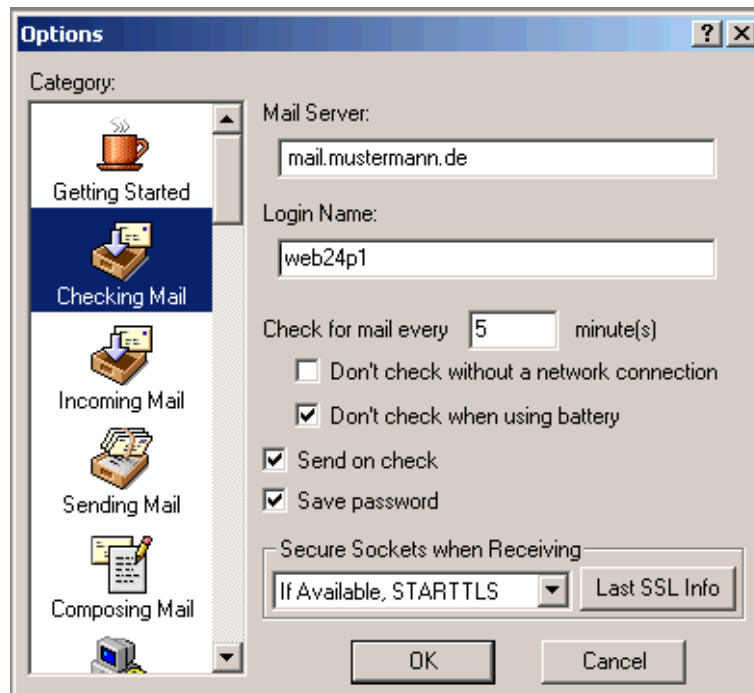 Options
Category:
Getting Started
Checking Mail
Incoming Mail
Sending Mail
Composing Mail
Mail Server:
mail.mustermann.de
Login Name:
web24p1
Check for mail every 5 minute(s)
Don't check without a network connection
Don't check when using battery
Send on check
Save password
Secure Sockets when Receiving
If Available, STARTTLS
Last SSL Info
OK
Cancel